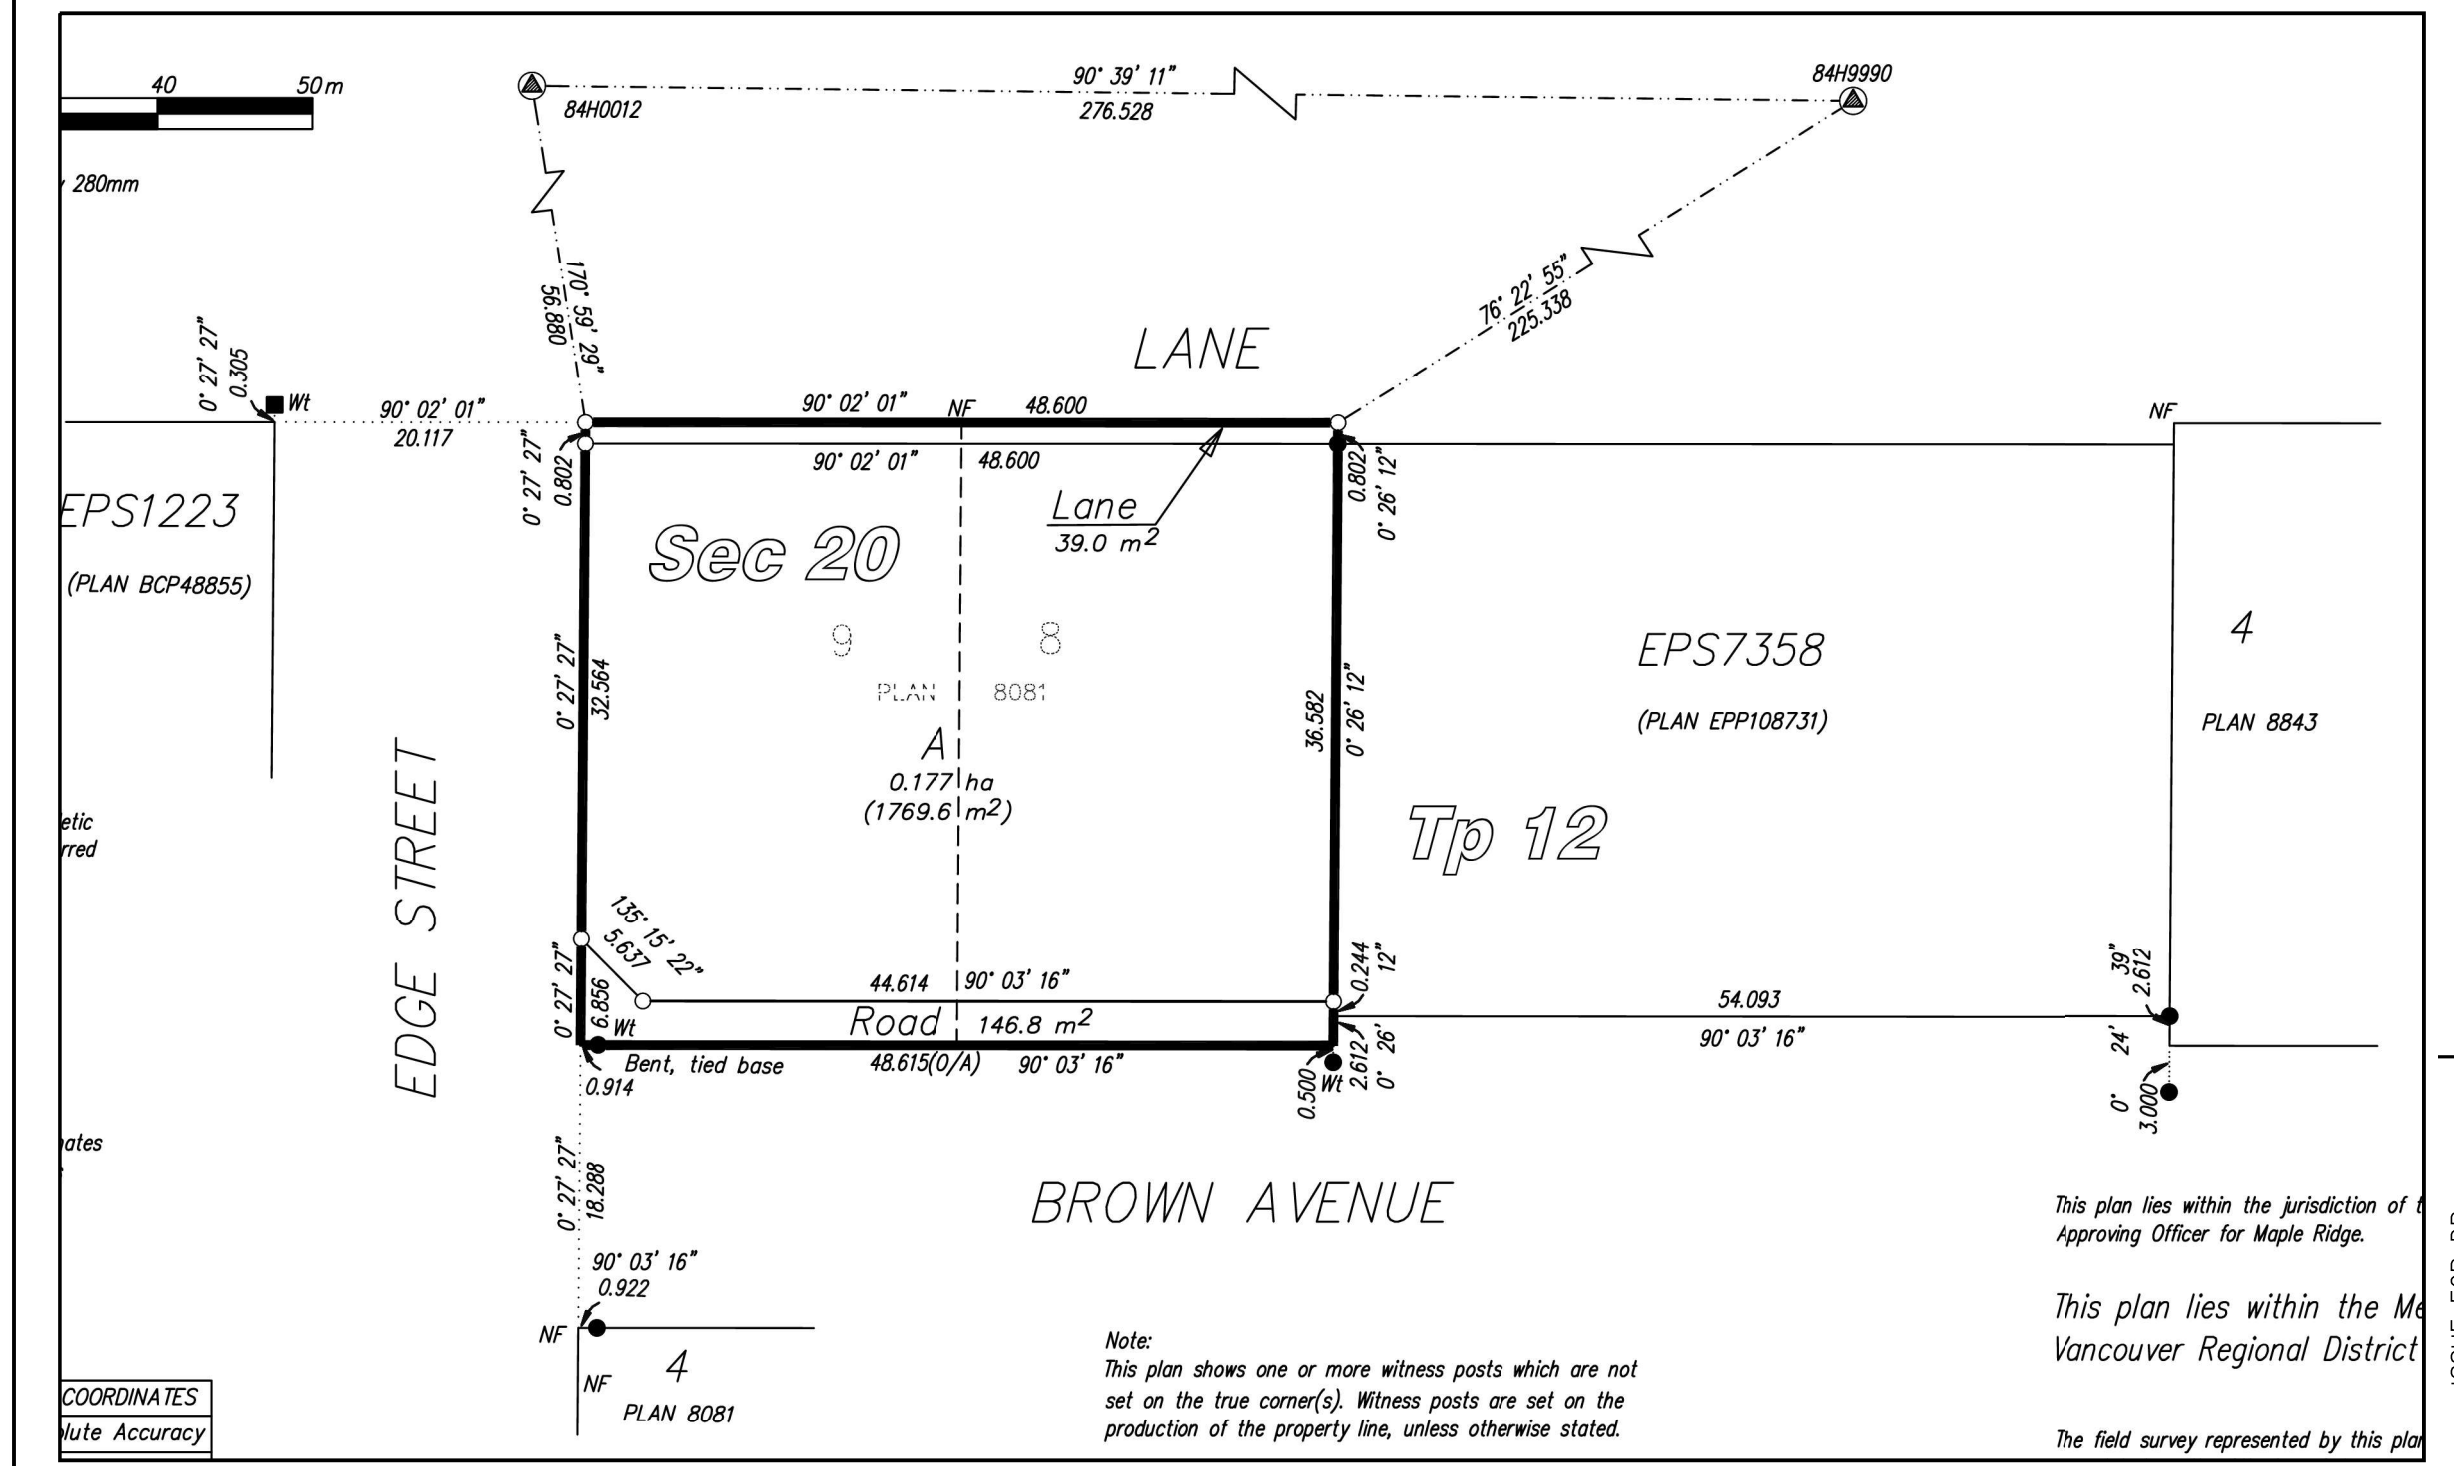 40 50m
280mm
84H0012
90° 39' 11"
276.528
84H9990
170° 59' 29"
56.880
76° 22' 55"
225.338
LANE
0° 27' 27"
0.305
Wt
90° 02' 01"
20.117
90° 02' 01" NF 48.600
NF
90° 02' 01" 48.600
0° 27' 27"
0.802
0.802
0° 26' 12"
Lane
39.0 m2
EPS1223
(PLAN BCP48855)
Sec 20
9 8
PLAN 8081
A
0.177 ha
(1769.6 m2)
0° 27' 27"
32.564
36.582
0° 26' 12"
EPS7358
(PLAN EPP108731)
4
PLAN 8843
Tp 12
EDGE STREET
etic
rred
135° 15' 22"
5.637
0° 27' 27"
6.856
Wt
44.614 90° 03' 16"
Road 146.8 m2
Bent, tied base
48.615(O/A) 90° 03' 16"
0.914
0.244
2.612
0° 26' 12"
0.500
Wt
54.093
90° 03' 16"
0° 24' 39"
2.612
3.000
ates
0° 27' 27"
18.288
BROWN AVENUE
90° 03' 16"
0.922
NF
NF
4
PLAN 8081
COORDINATES
lute Accuracy
Note:
This plan shows one or more witness posts which are not
set on the true corner(s). Witness posts are set on the
production of the property line, unless otherwise stated.
This plan lies within the jurisdiction of t
Approving Officer for Maple Ridge.
This plan lies within the Me
Vancouver Regional District
The field survey represented by this plan